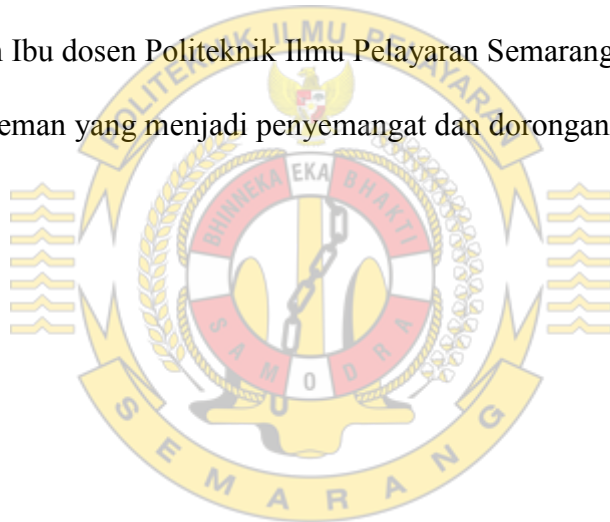 Ibu dosen Politeknik Ilmu Pelayaran Semarang
yang menjadi penyemangat dan dorongan
POLITEKNIK ILMU PELAYARAN
BHINNEKA EKA BHAKTI
SAMODRA
SEMARANG